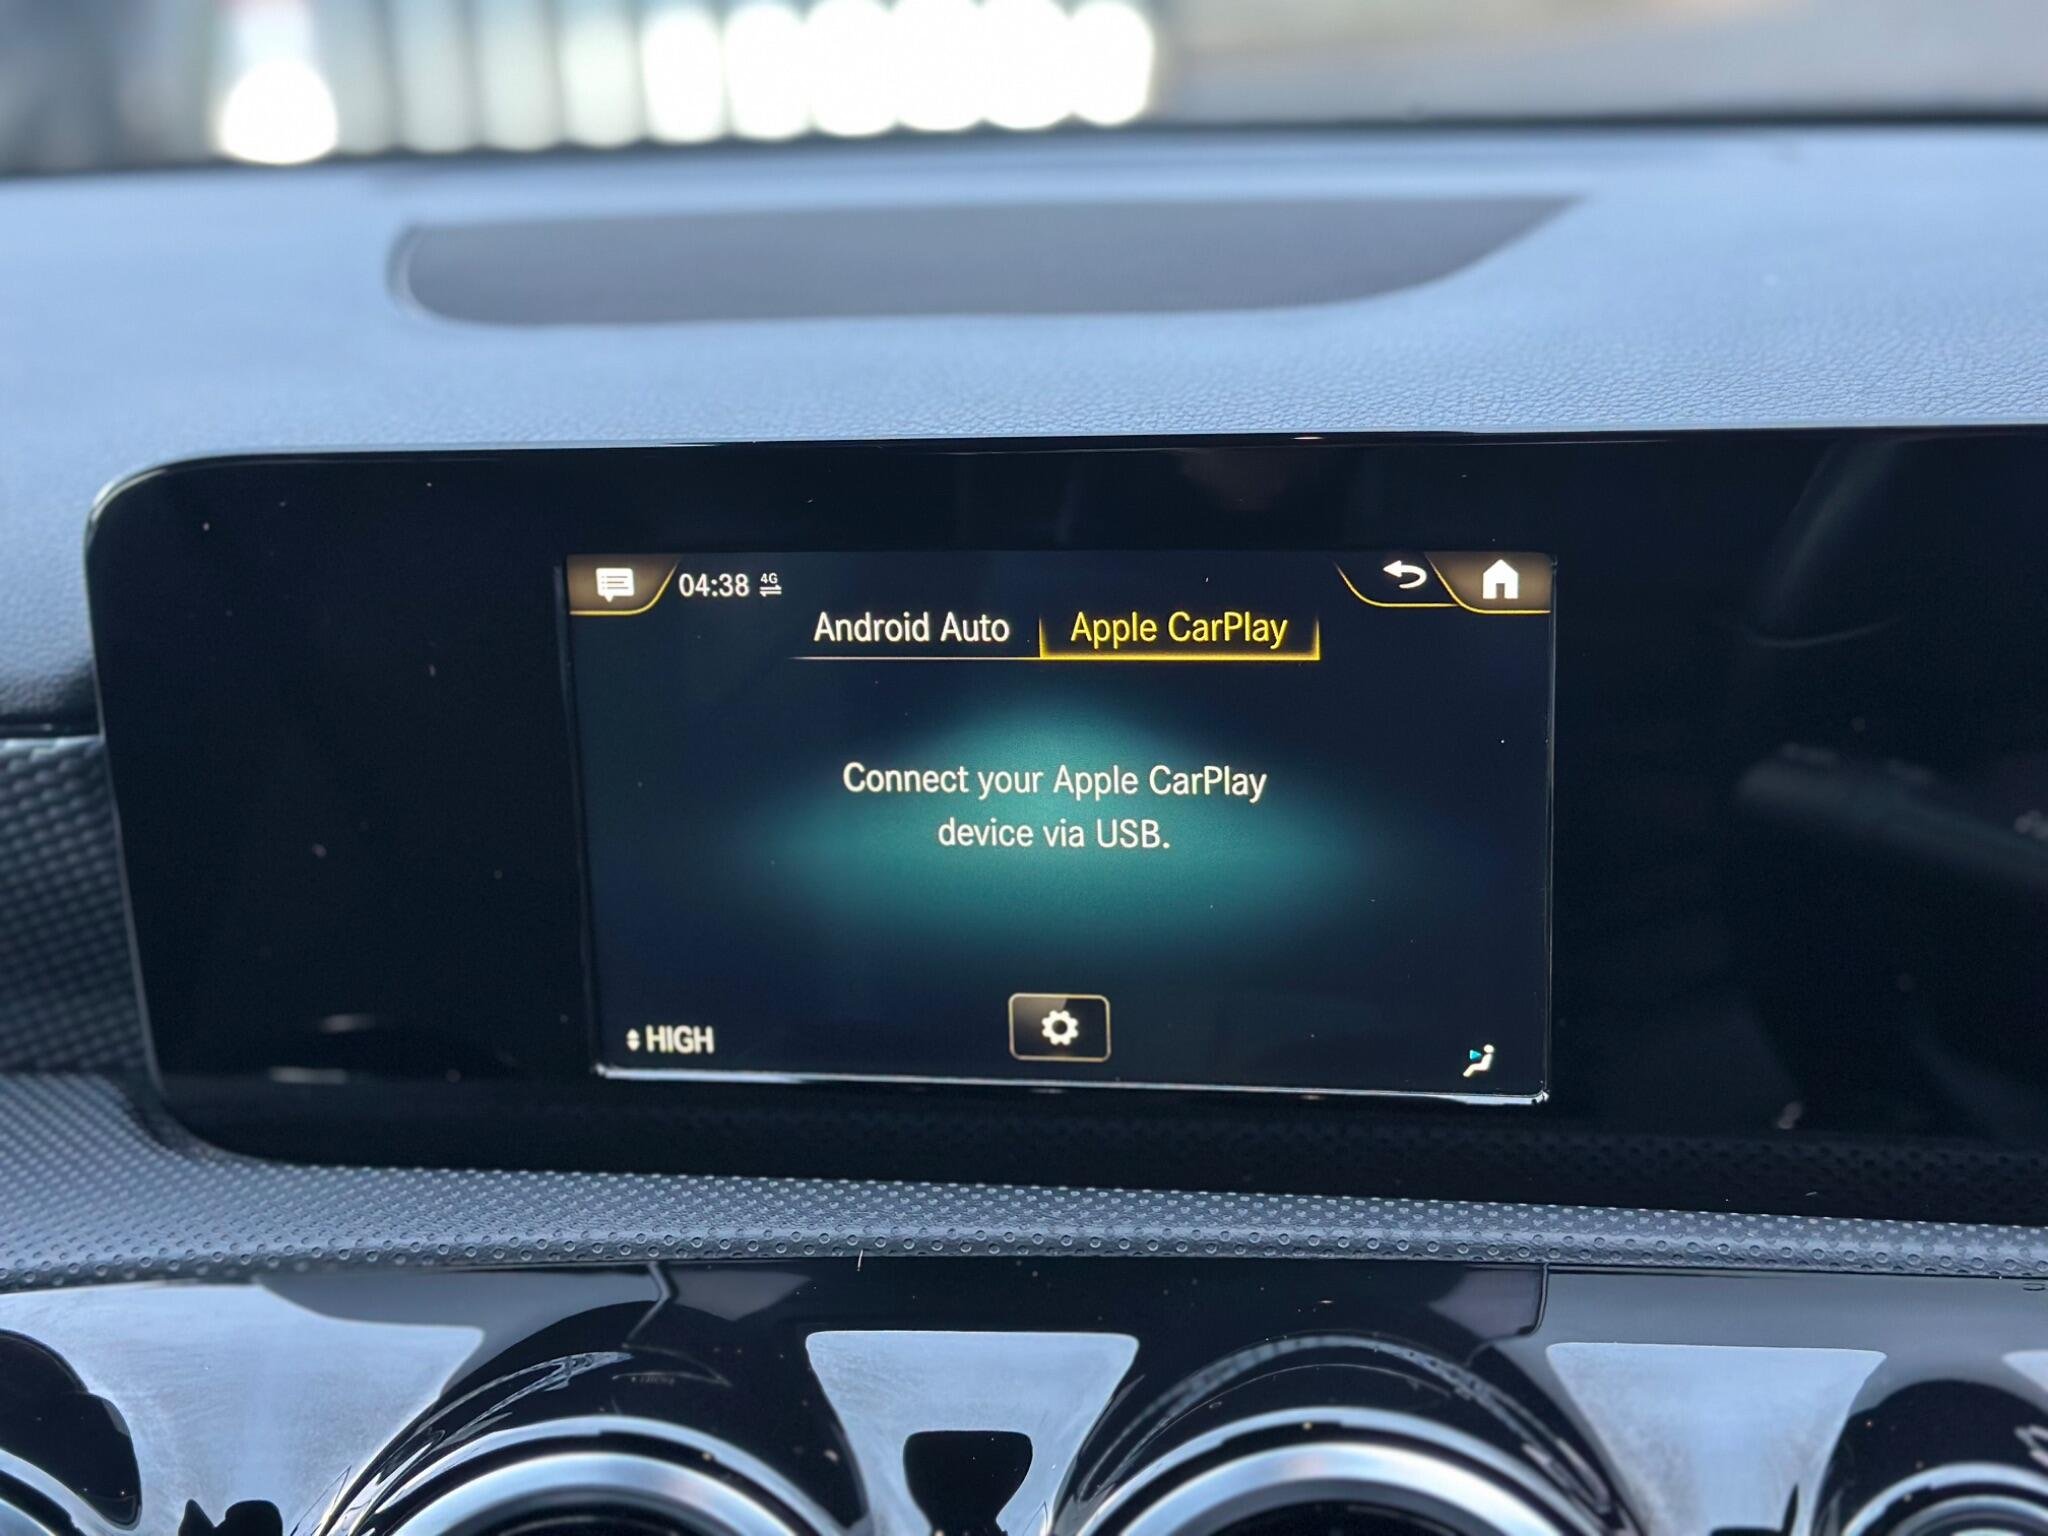 04:38 4G
Android Auto Apple CarPlay
Connect your Apple CarPlay
device via USB.
HIGH